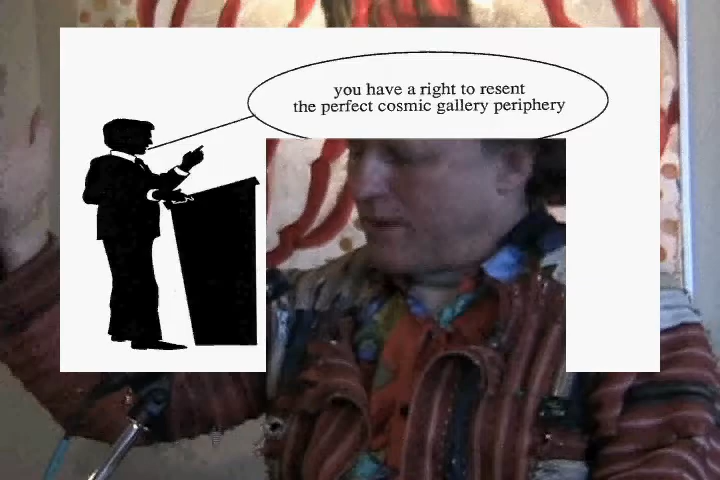 you have a right to resent
the perfect cosmic gallery periphery